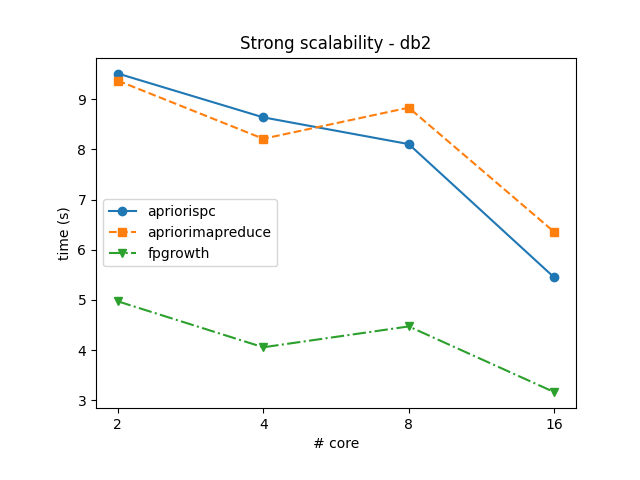 Strong scalability - db2
time (s)
9
8
7
6
5
4
3
apriorispc
apriorimapreduce
fpgrowth
2 4 8 16
# core